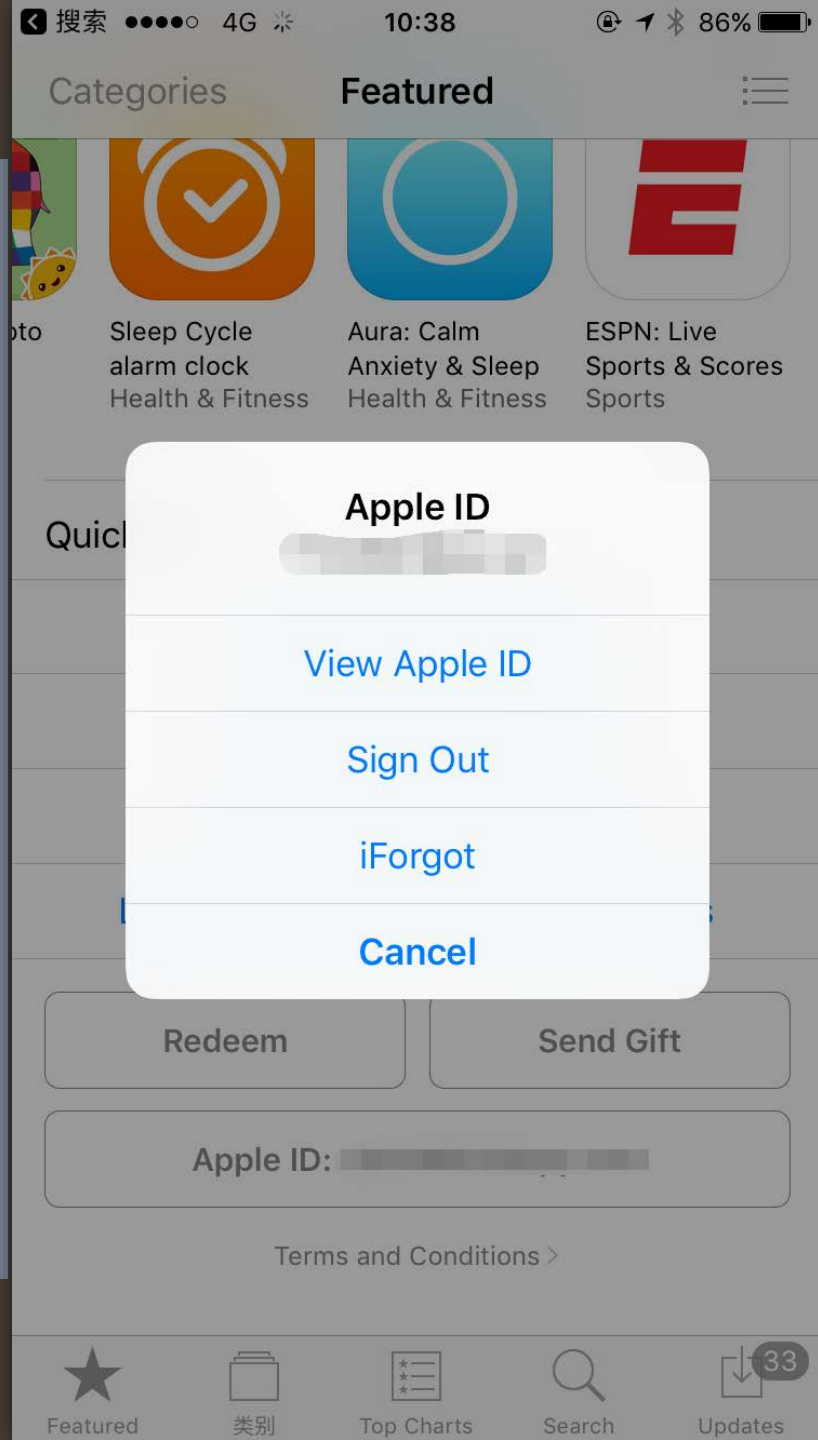 搜索 4G 10:38 86%
Categories Featured
Sleep Cycle
alarm clock
Health & Fitness
Aura: Calm
Anxiety & Sleep
Health & Fitness
ESPN: Live
Sports & Scores
Sports
Apple ID
View Apple ID
Sign Out
iForgot
Cancel
Redeem Send Gift
Apple ID:
Terms and Conditions >
33
Featured 类别 Top Charts Search Updates